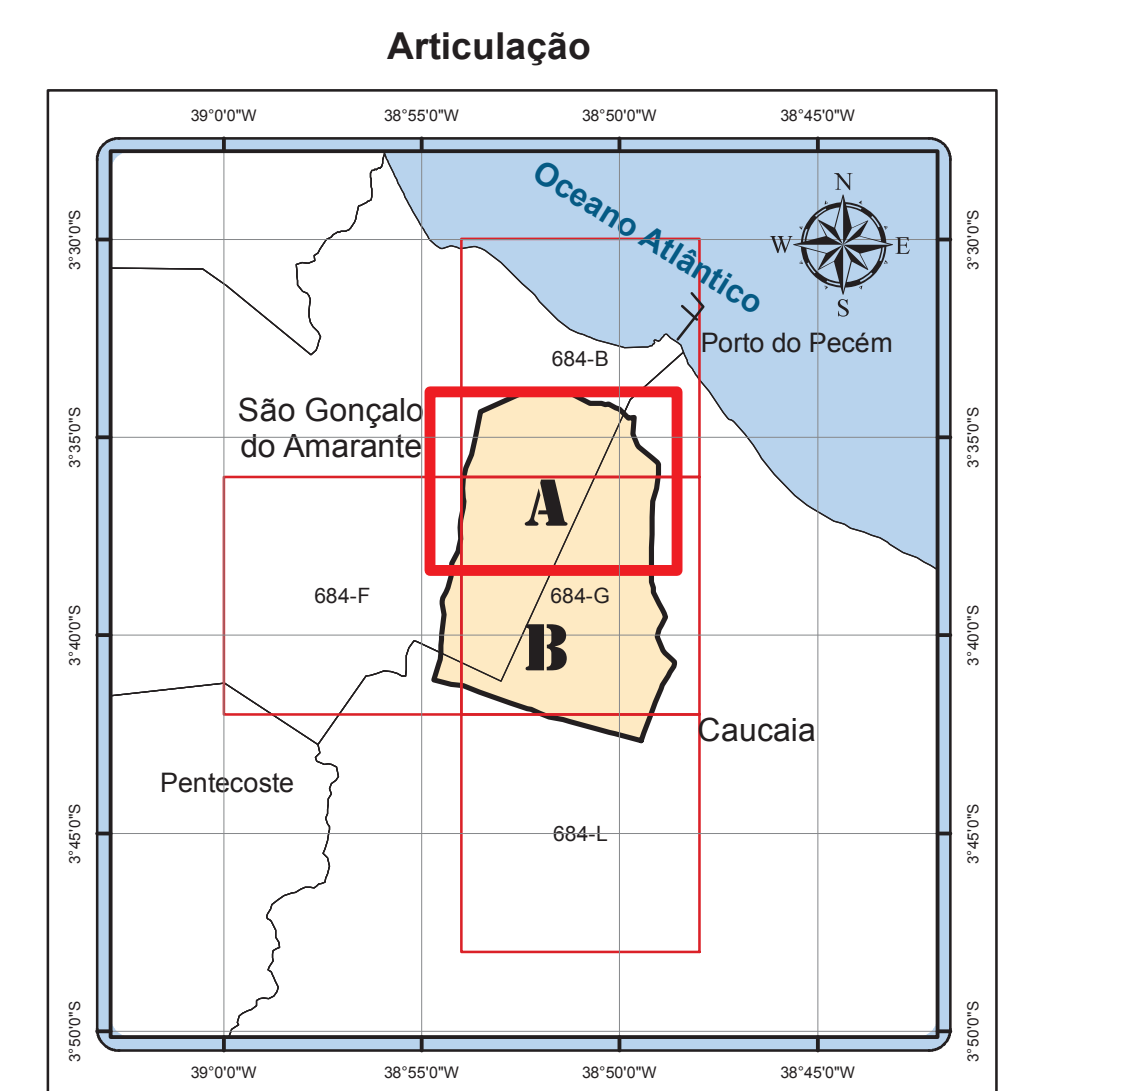 Articulação
39°0'0"W 38°55'0"W 38°50'0"W 38°45'0"W
Oceano Atlântico
N
W E
S
3°30'0"S 3°30'0"S
Porto do Pecém
684-B
São Gonçalo
do Amarante
3°35'0"S 3°35'0"S
A
684-F 684-G
3°40'0"S 3°40'0"S
B
Caucaia
Pentecoste
684-L
3°45'0"S 3°45'0"S
3°50'0"S 3°50'0"S
39°0'0"W 38°55'0"W 38°50'0"W 38°45'0"W